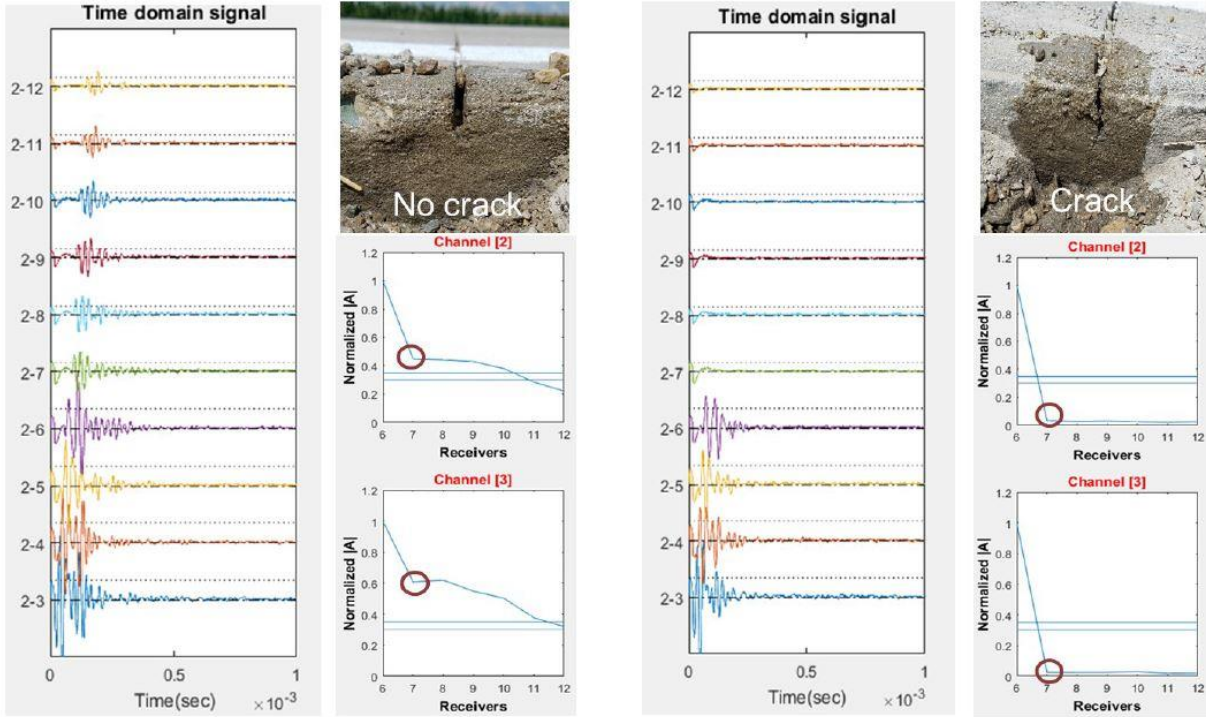 Time domain signal
2-12
2-11
2-10
2-9
2-8
2-7
2-6
2-5
2-4
2-3
0 0.5 1
Time(sec) ×10⁻³
No crack
Channel [2]
Normalized |A|
1.2
1
0.8
0.6
0.4
0.2
0
6 7 8 9 10 11 12
Receivers
Channel [3]
Normalized |A|
1.2
1
0.8
0.6
0.4
0.2
0
6 7 8 9 10 11 12
Receivers
Time domain signal
2-12
2-11
2-10
2-9
2-8
2-7
2-6
2-5
2-4
2-3
0 0.5 1
Time(sec) ×10⁻³
Crack
Channel [2]
Normalized |A|
1.2
1
0.8
0.6
0.4
0.2
0
6 7 8 9 10 11 12
Receivers
Channel [3]
Normalized |A|
1.2
1
0.8
0.6
0.4
0.2
0
6 7 8 9 10 11 12
Receivers